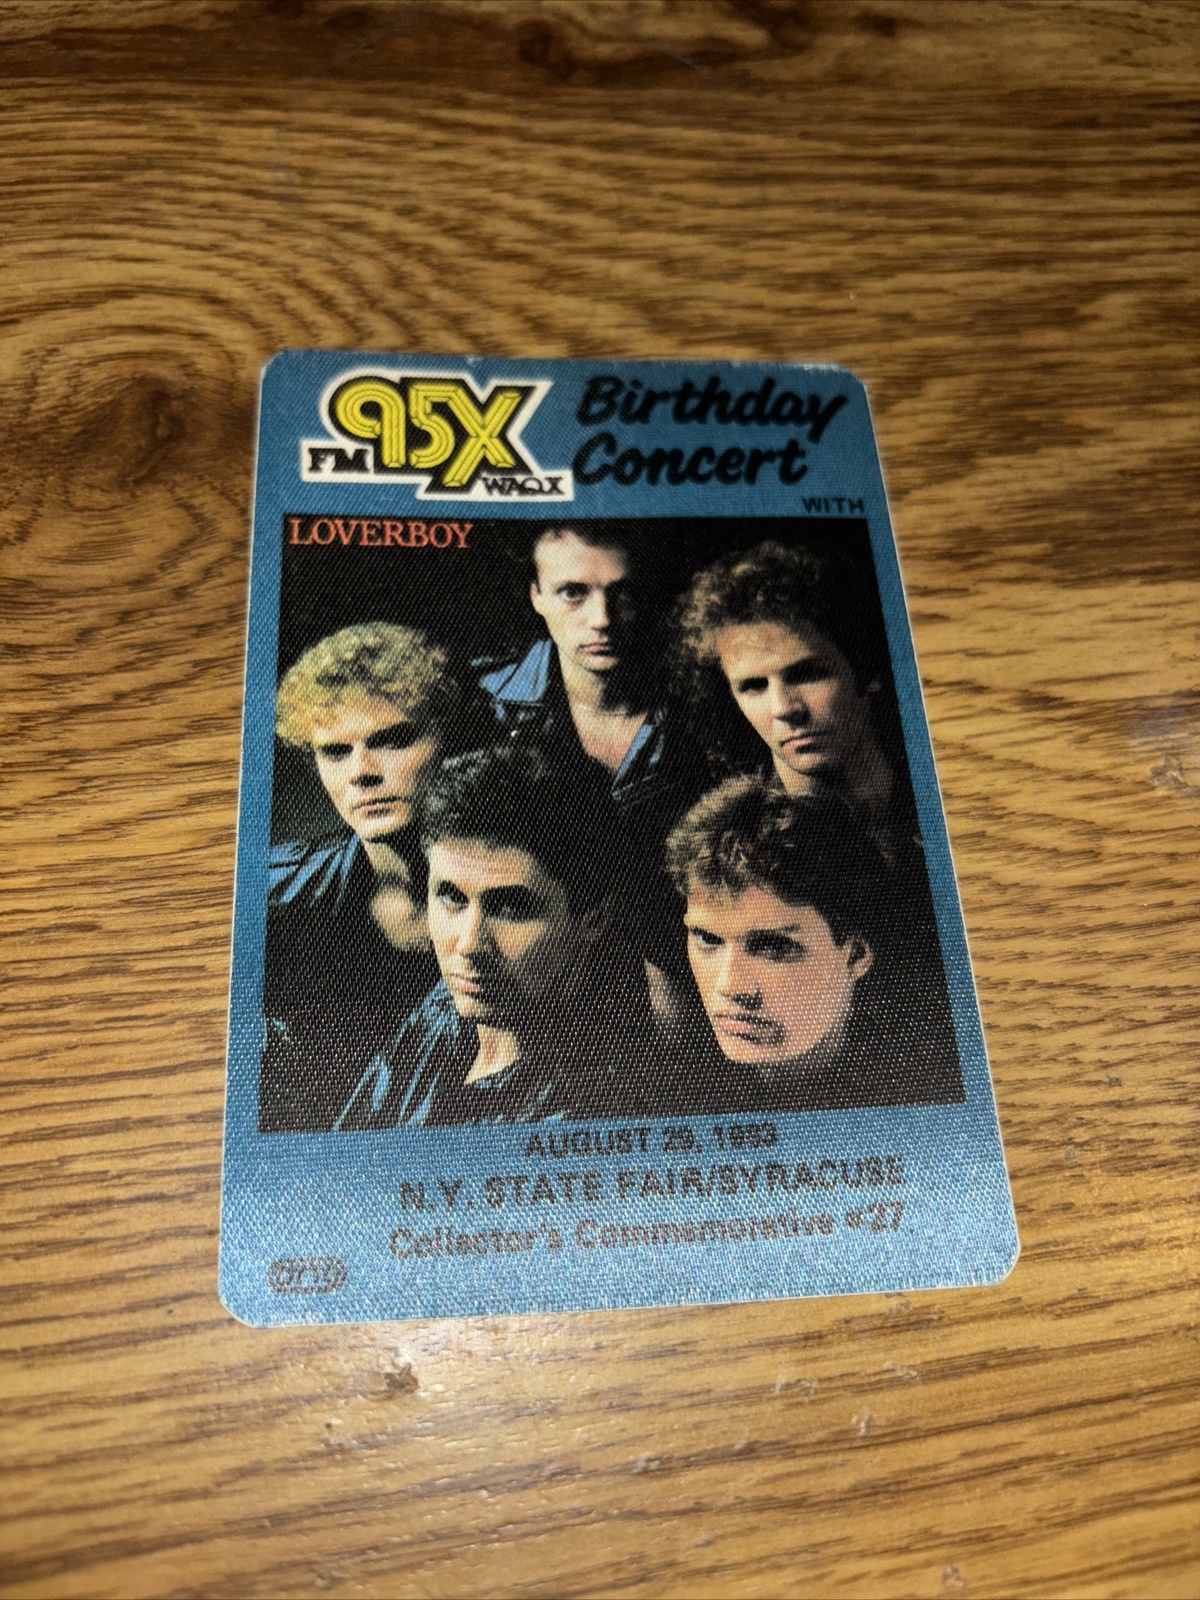 95X
FM
WAQX
Birthday
Concert
WITH
LOVERBOY
AUGUST 29, 1983
N.Y. STATE FAIR/SYRACUSE
Collector's Commemorative #27